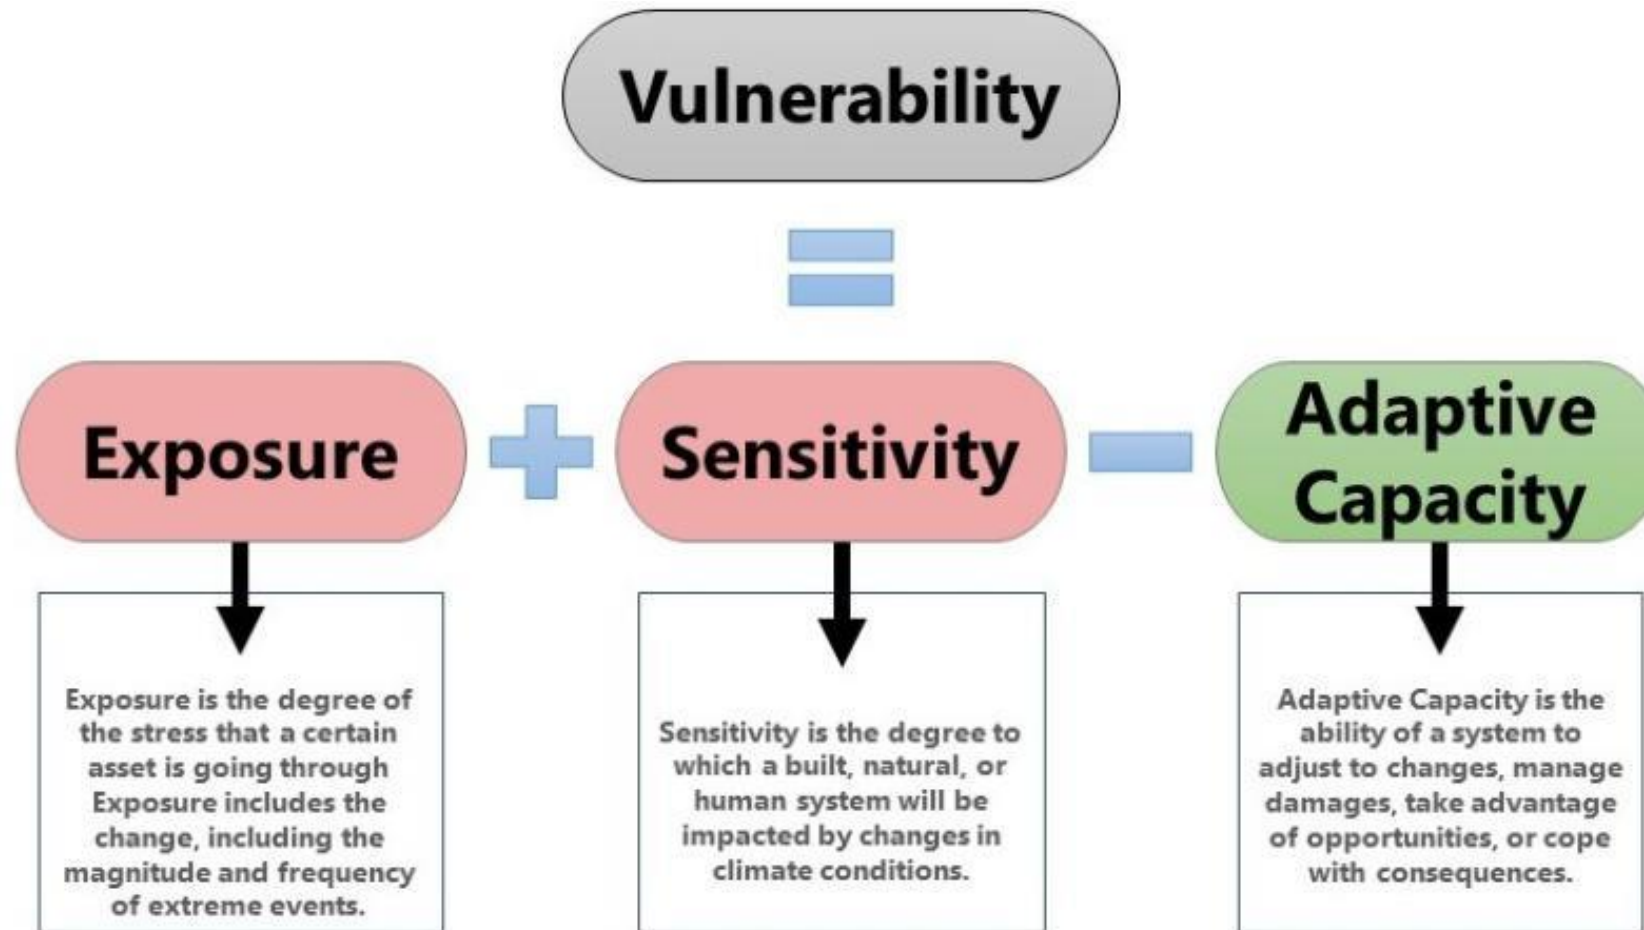 Vulnerability
Exposure
Sensitivity
Adaptive
Capacity
Exposure is the degree of
the stress that a certain
asset is going through
Exposure includes the
change, including the
magnitude and frequency
of extreme events.
Sensitivity is the degree to
which a built, natural, or
human system will be
impacted by changes in
climate conditions.
Adaptive Capacity is the
ability of a system to
adjust to changes, manage
damages, take advantage
of opportunities, or cope
with consequences.